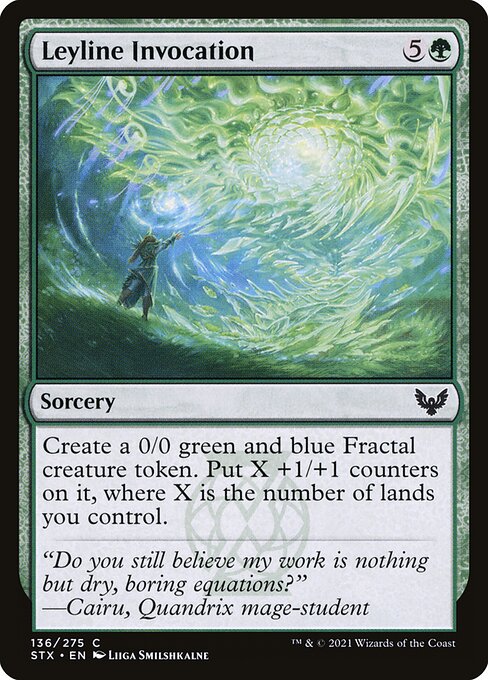 Leyline Invocation 5
Sorcery
Create a 0/0 green and blue Fractal
creature token. Put X +1/+1 counters
on it, where X is the number of lands
you control.
“Do you still believe my work is nothing
but dry, boring equations?”
—Cairu, Quandrix mage-student
136/275 C
STX • EN Liiga Smilshkalne
™ & © 2021 Wizards of the Coast